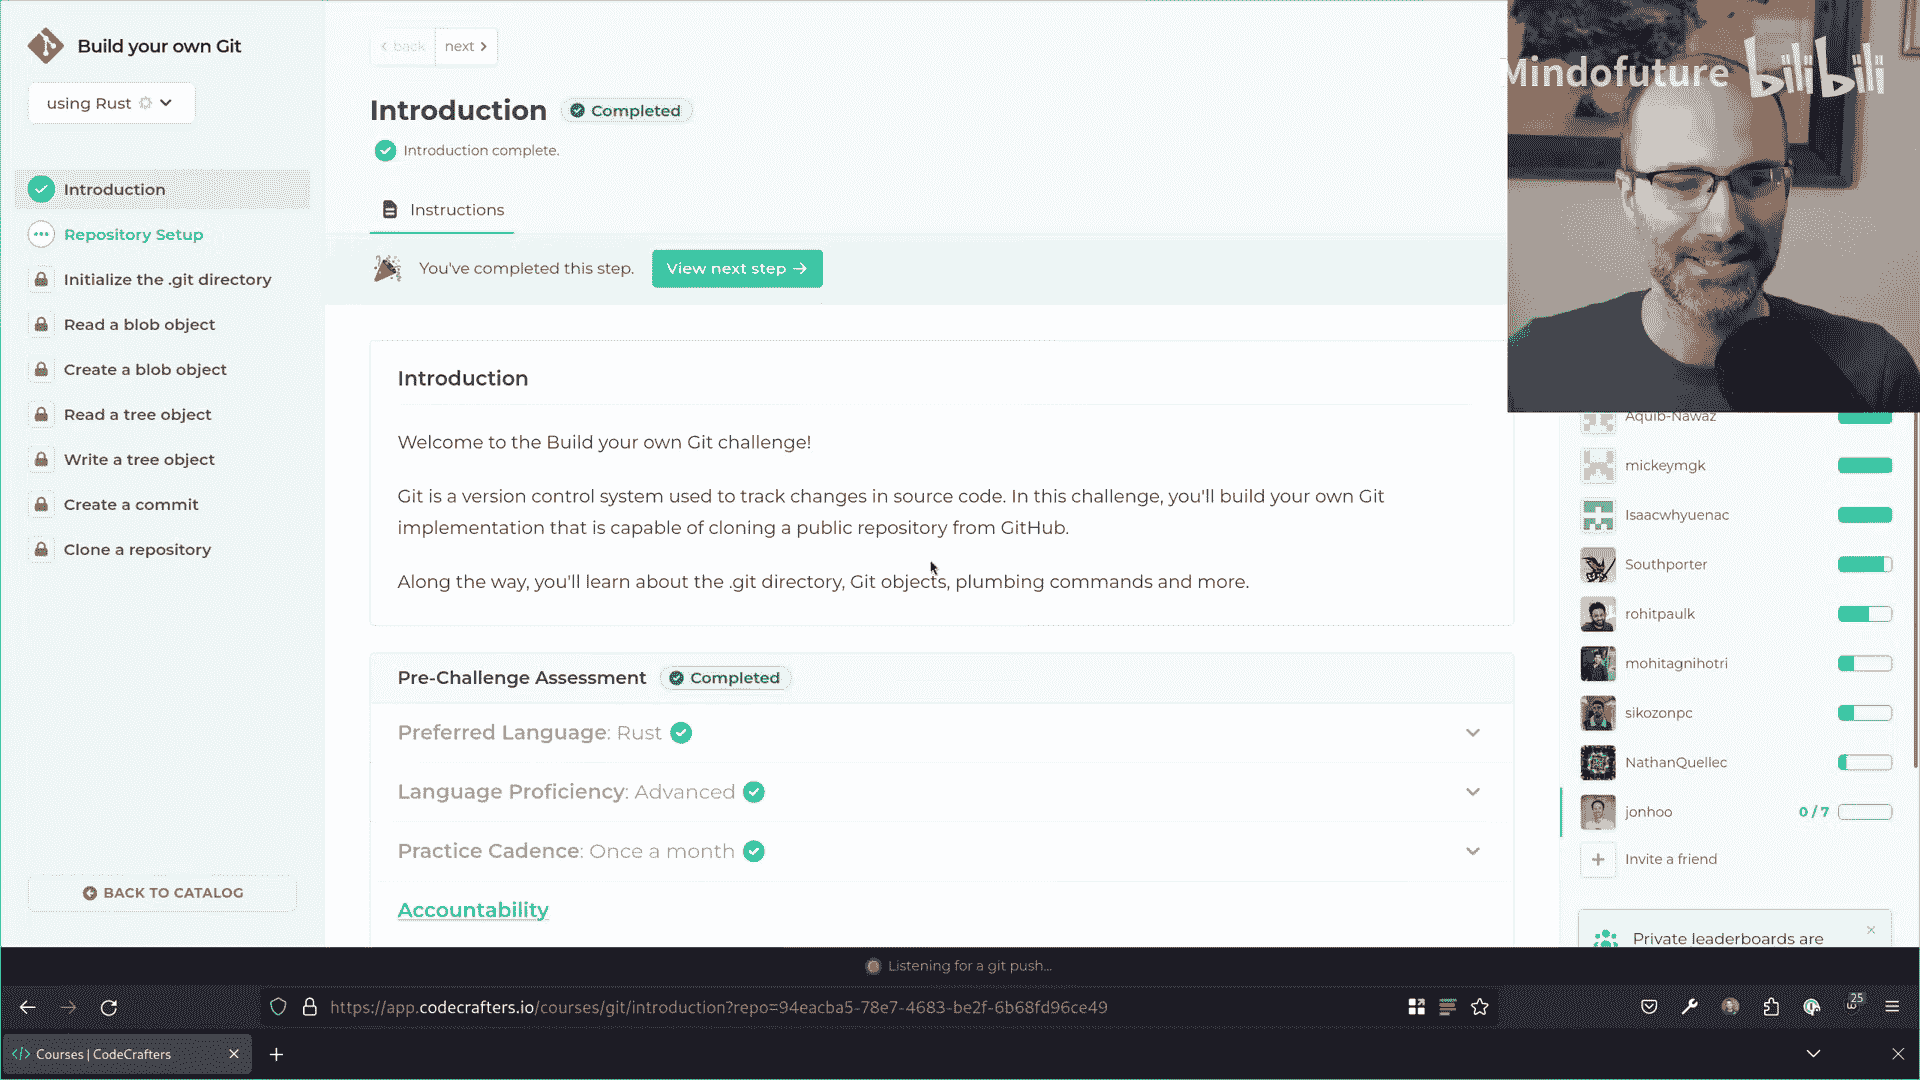 Build your own Git
using Rust
Introduction
Repository Setup
Initialize the .git directory
Read a blob object
Create a blob object
Read a tree object
Write a tree object
Create a commit
Clone a repository
BACK TO CATALOG
back
next
Introduction
Completed
Introduction complete.
Instructions
You've completed this step.
View next step →
Introduction
Welcome to the Build your own Git challenge!
Git is a version control system used to track changes in source code. In this challenge, you'll build your own Git
implementation that is capable of cloning a public repository from GitHub.
Along the way, you'll learn about the .git directory, Git objects, plumbing commands and more.
Pre-Challenge Assessment
Completed
Preferred Language: Rust
Language Proficiency: Advanced
Practice Cadence: Once a month
Accountability
Mindofuture
bilibili
Aquib-Nawaz
mickeymgk
Isaacwhyuenac
Southporter
rohitpaulk
mohitagnihotri
sikozonpc
NathanQuellec
jonhoo 0 / 7
Invite a friend
Private leaderboards are
Listening for a git push...
https://app.codecrafters.io/courses/git/introduction?repo=94eacba5-78e7-4683-be2f-6b68fd96ce49
25
Courses | CodeCrafters